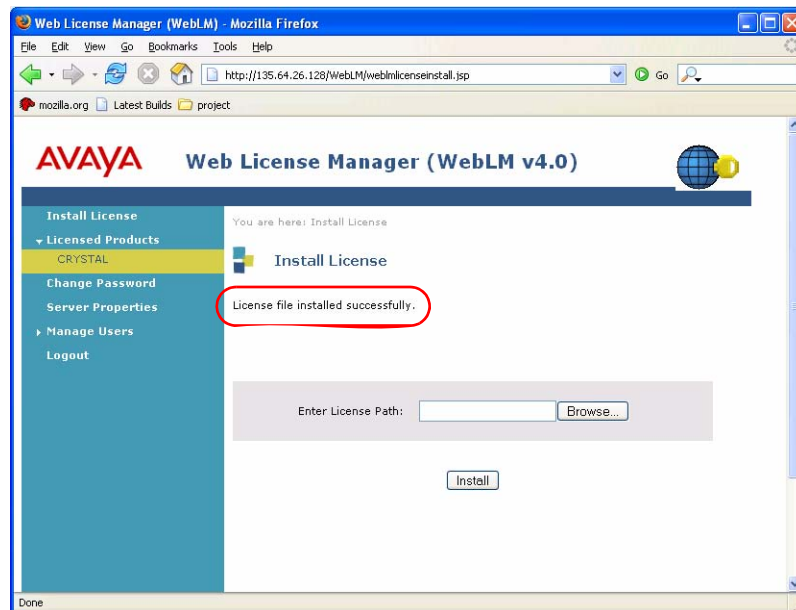 Web License Manager (WebLM) - Mozilla Firefox
File Edit View Go Bookmarks Tools Help
http://135.64.26.128/WebLM/weblmlicenseinstall.jsp Go
mozilla.org Latest Builds project
AVAYA Web License Manager (WebLM v4.0)
Install License
Licensed Products
CRYSTAL
Change Password
Server Properties
Manage Users
Logout
You are here: Install License
Install License
License file installed successfully.
Enter License Path: Browse...
Install
Done